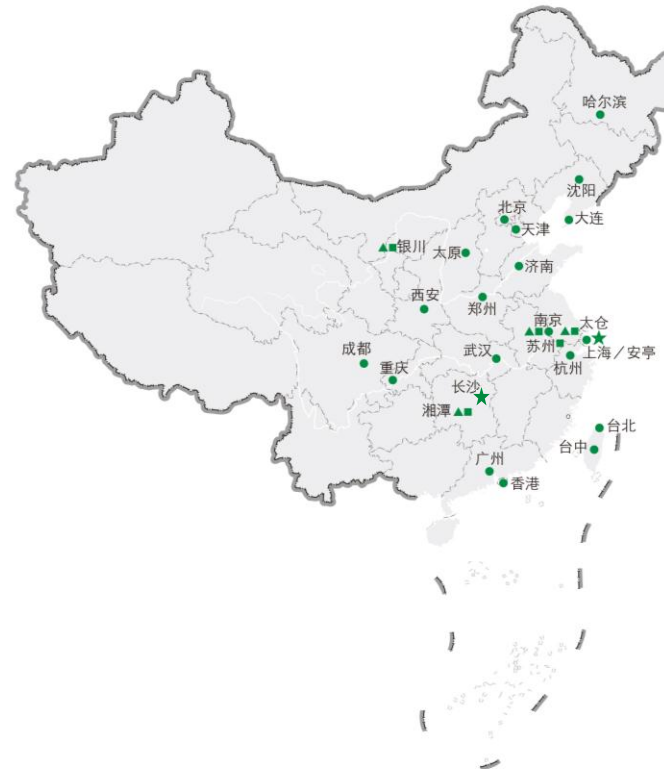 哈尔滨
沈阳
北京
大连
天津
银川
太原
济南
西安
郑州
南京
太仓
苏州
上海／安亭
武汉
杭州
成都
重庆
长沙
湘潭
台北
台中
广州
香港